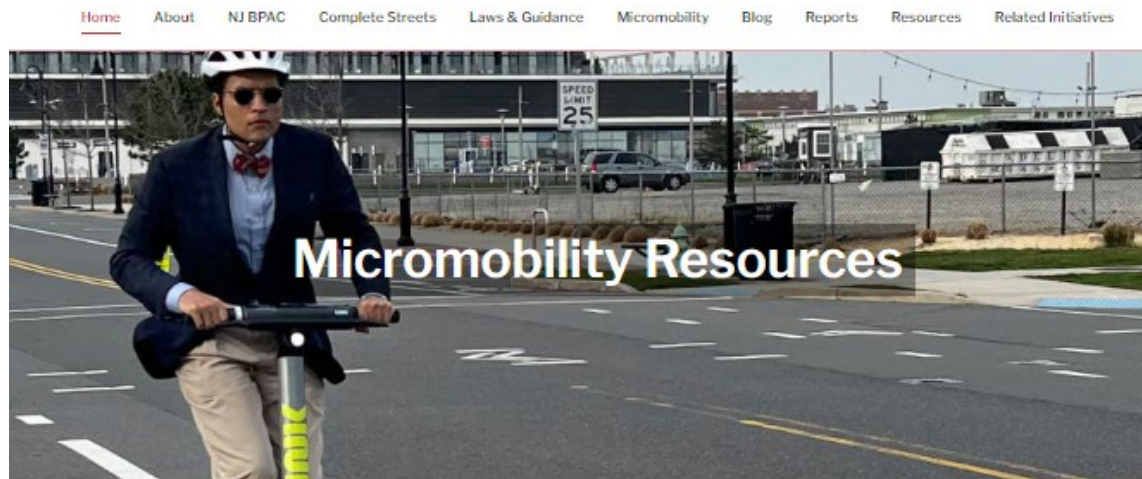 Home About NJ BPAC Complete Streets Laws & Guidance Micromobility Blog Reports Resources Related Initiatives
SPEED
LIMIT
25
Micromobility Resources